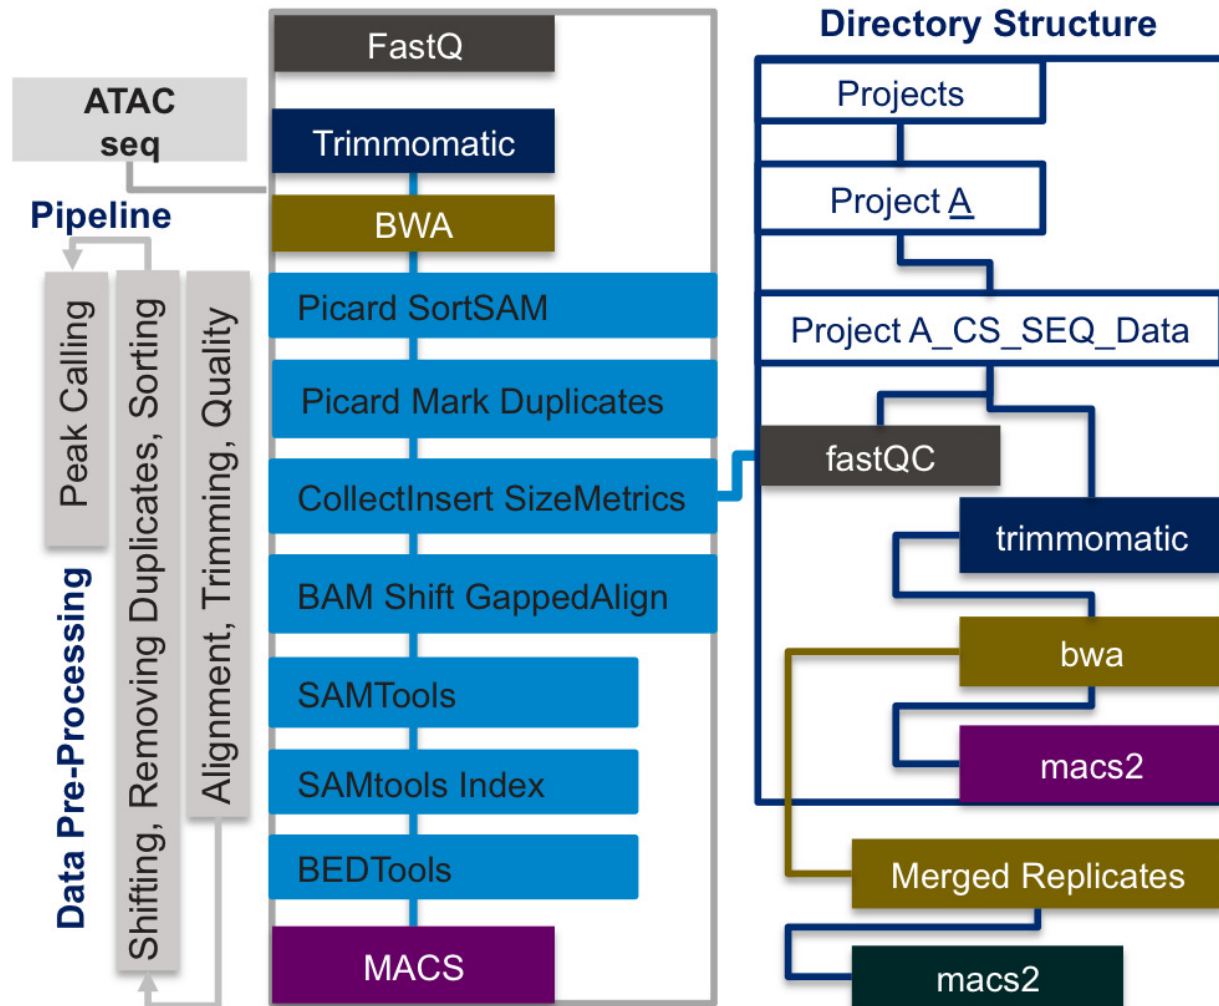 ATAC
seq
Pipeline
Peak Calling
Shifting, Removing Duplicates, Sorting
Alignment, Trimming, Quality
Data Pre-Processing
FastQ
Trimmomatic
BWA
Picard SortSAM
Picard Mark Duplicates
CollectInsert SizeMetrics
BAM Shift GappedAlign
SAMTools
SAMtools Index
BEDTools
MACS
Directory Structure
Projects
Project A
Project A_CS_SEQ_Data
fastQC
trimmomatic
bwa
macs2
Merged Replicates
macs2